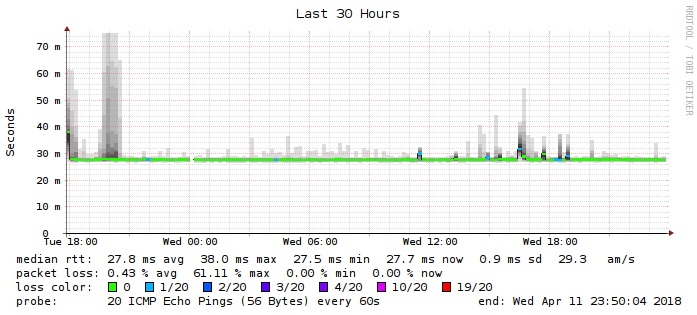 Last 30 Hours
RRDTOOL / TOBI OETIKER
Seconds
70 m
60 m
50 m
40 m
30 m
20 m
10 m
0
Tue 18:00 Wed 00:00 Wed 06:00 Wed 12:00 Wed 18:00
median rtt: 27.8 ms avg 38.0 ms max 27.5 ms min 27.7 ms now 0.9 ms sd 29.3 am/s
packet loss: 0.43 % avg 61.11 % max 0.00 % min 0.00 % now
loss color: 0 1/20 2/20 3/20 4/20 10/20 19/20
probe: 20 ICMP Echo Pings (56 Bytes) every 60s end: Wed Apr 11 23:50:04 2018